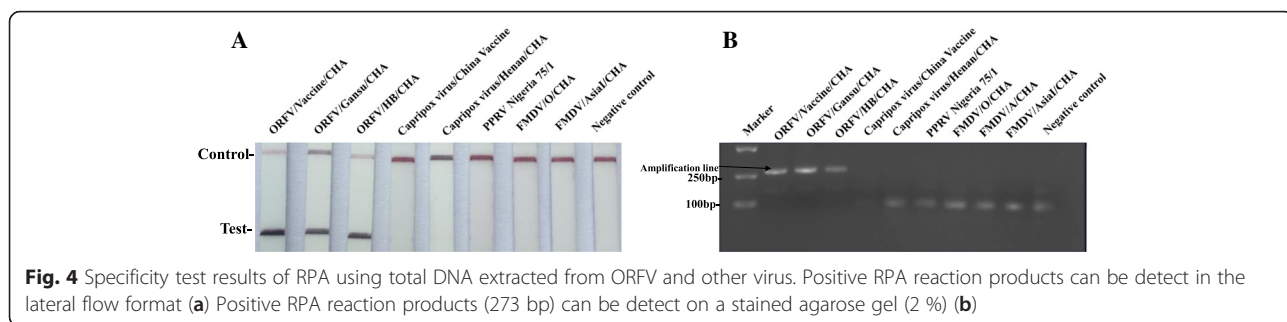 A
B
ORFV/Vaccine/CHA
ORFV/Gansu/CHA
ORFV/HB/CHA
Capripox virus/China Vaccine
Capripox virus/Henan/CHA
PPRV Nigeria 75/1
FMDV/O/CHA
FMDV/AsiaI/CHA
Negative control
Control-
Test-
Marker
ORFV/Vaccine/CHA
ORFV/Gansu/CHA
ORFV/HB/CHA
Capripox virus/China Vaccine
Capripox virus/Henan/CHA
PPRV Nigeria 75/1
FMDV/O/CHA
FMDV/A/CHA
FMDV/AsiaI/CHA
Negative control
Amplification line
250bp-
100bp-
Fig. 4 Specificity test results of RPA using total DNA extracted from ORFV and other virus. Positive RPA reaction products can be detect in the
lateral flow format (a) Positive RPA reaction products (273 bp) can be detect on a stained agarose gel (2 %) (b)